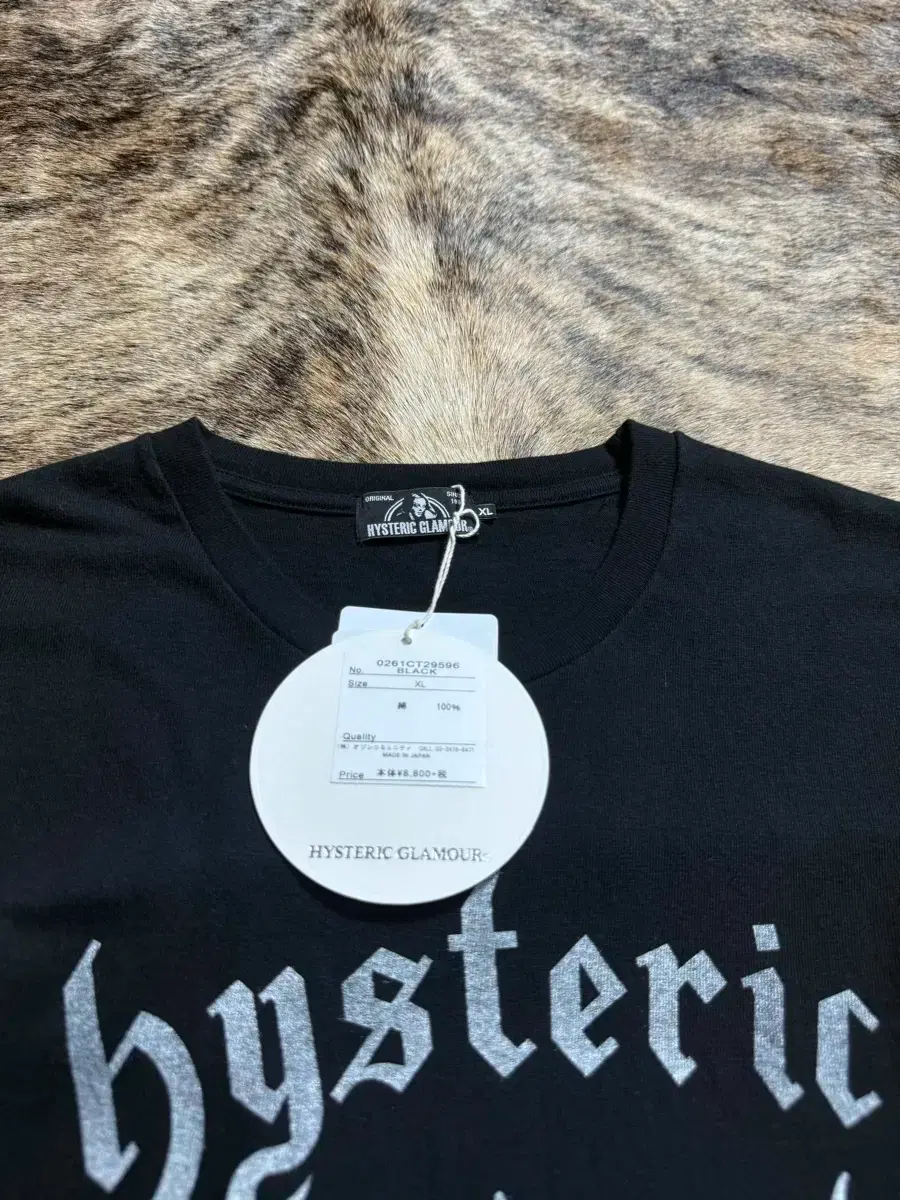 ORIGINAL
HYSTERIC GLAMOUR
XL
No. 0261CT29596
BLACK
Size XL
綿 100%
Quality
MADE IN JAPAN
Price 本体¥8,800+税
HYSTERIC GLAMOUR
hysteric